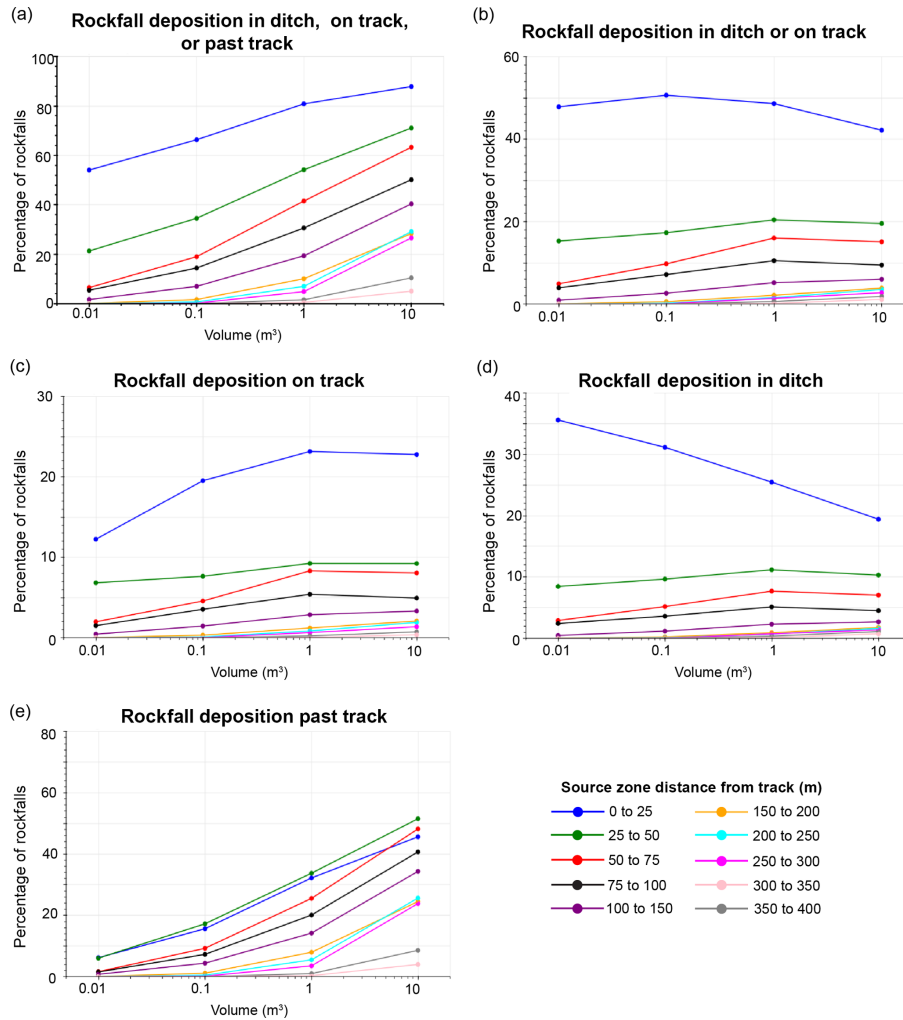 (a)
Rockfall deposition in ditch, on track,
or past track
Percentage of rockfalls
100
80
60
40
20
0
0.01
0.1
1
10
Volume (m³)
(b)
Rockfall deposition in ditch or on track
Percentage of rockfalls
60
40
20
0
0.01
0.1
1
10
(c)
Rockfall deposition on track
Percentage of rockfalls
30
20
10
0
0.01
0.1
1
10
Volume (m³)
(d)
Rockfall deposition in ditch
Percentage of rockfalls
40
30
20
10
0
0.01
0.1
1
10
Volume (m³)
(e)
Rockfall deposition past track
Percentage of rockfalls
80
60
40
20
0
0.01
0.1
1
10
Volume (m³)
Source zone distance from track (m)
0 to 25
25 to 50
50 to 75
75 to 100
100 to 150
150 to 200
200 to 250
250 to 300
300 to 350
350 to 400